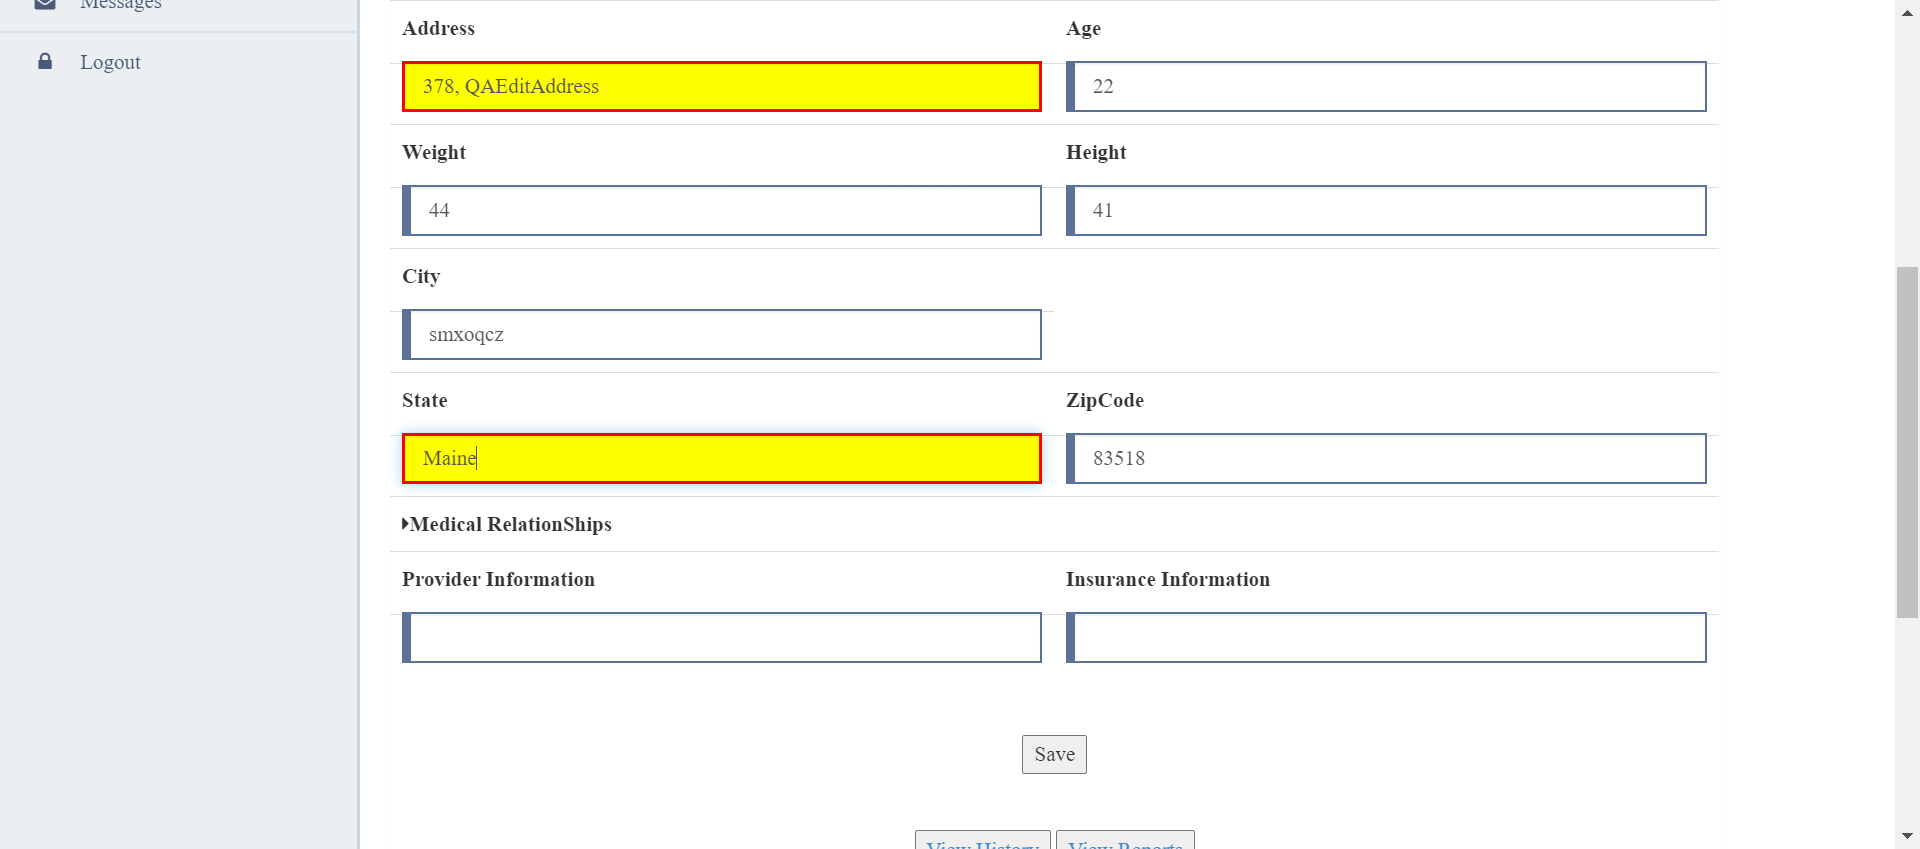 Messages
Logout
Address Age
378, QAEditAddress 22
Weight Height
44 41
City
smxoqcz
State ZipCode
Maine 83518
Medical RelationShips
Provider Information Insurance Information
Save
View History View Reports